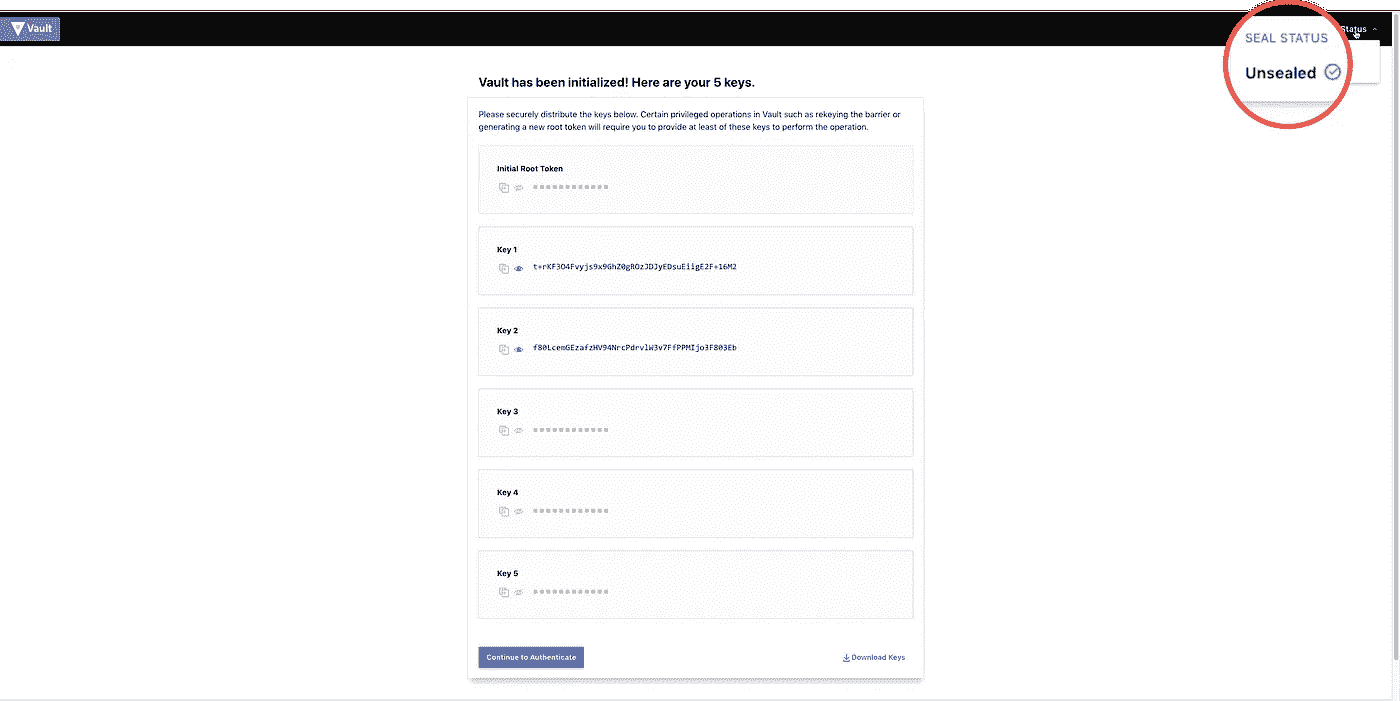 Vault
Status
SEAL STATUS
Unsealed
Vault has been initialized! Here are your 5 keys.
Please securely distribute the keys below. Certain privileged operations in Vault such as rekeying the barrier or
generating a new root token will require you to provide at least of these keys to perform the operation.
Initial Root Token
Key 1
t+rKF3O4Fvyjs9x9GhZ0gROzJDJyEDsuEiigE2F+16M2
Key 2
f80LcemGEzafzHV94NrcPdrvlW3v7FfPPMIjo3F803Eb
Key 3
Key 4
Key 5
Continue to Authenticate
Download Keys